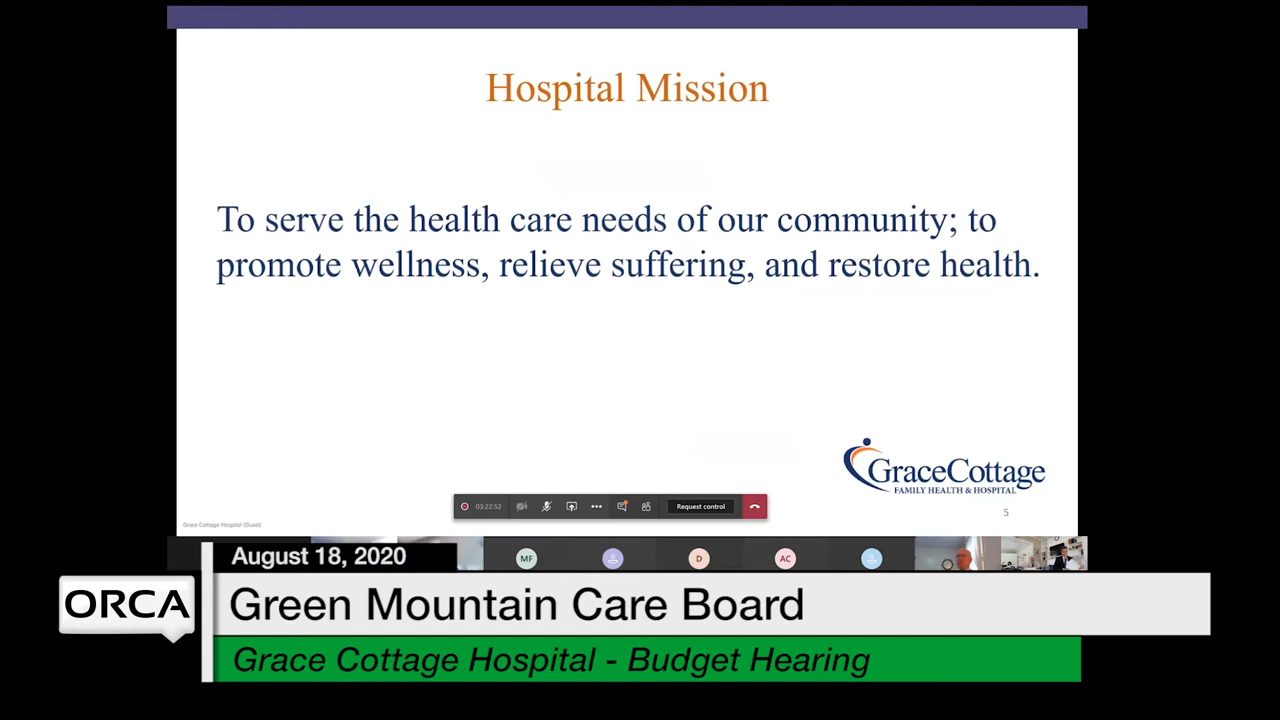 Hospital Mission
To serve the health care needs of our community; to
promote wellness, relieve suffering, and restore health.
GraceCottage
FAMILY HEALTH & HOSPITAL
03:22:52
Request control
5
Grace Cottage Hospital (Guest)
MF
D
AC
August 18, 2020
ORCA
Green Mountain Care Board
Grace Cottage Hospital - Budget Hearing